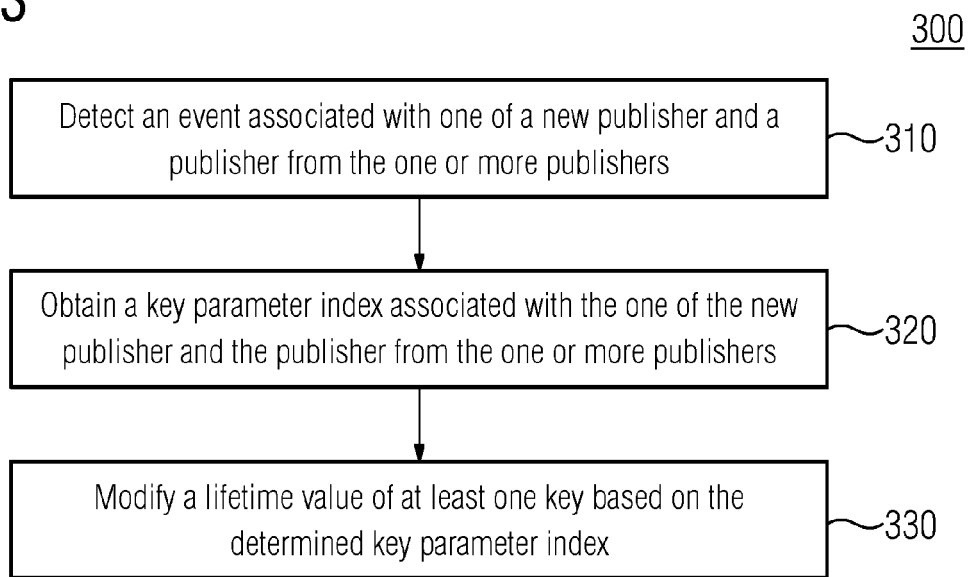 300
Detect an event associated with one of a new publisher and a
publisher from the one or more publishers
310
Obtain a key parameter index associated with the one of the new
publisher and the publisher from the one or more publishers
320
Modify a lifetime value of at least one key based on the
determined key parameter index
330